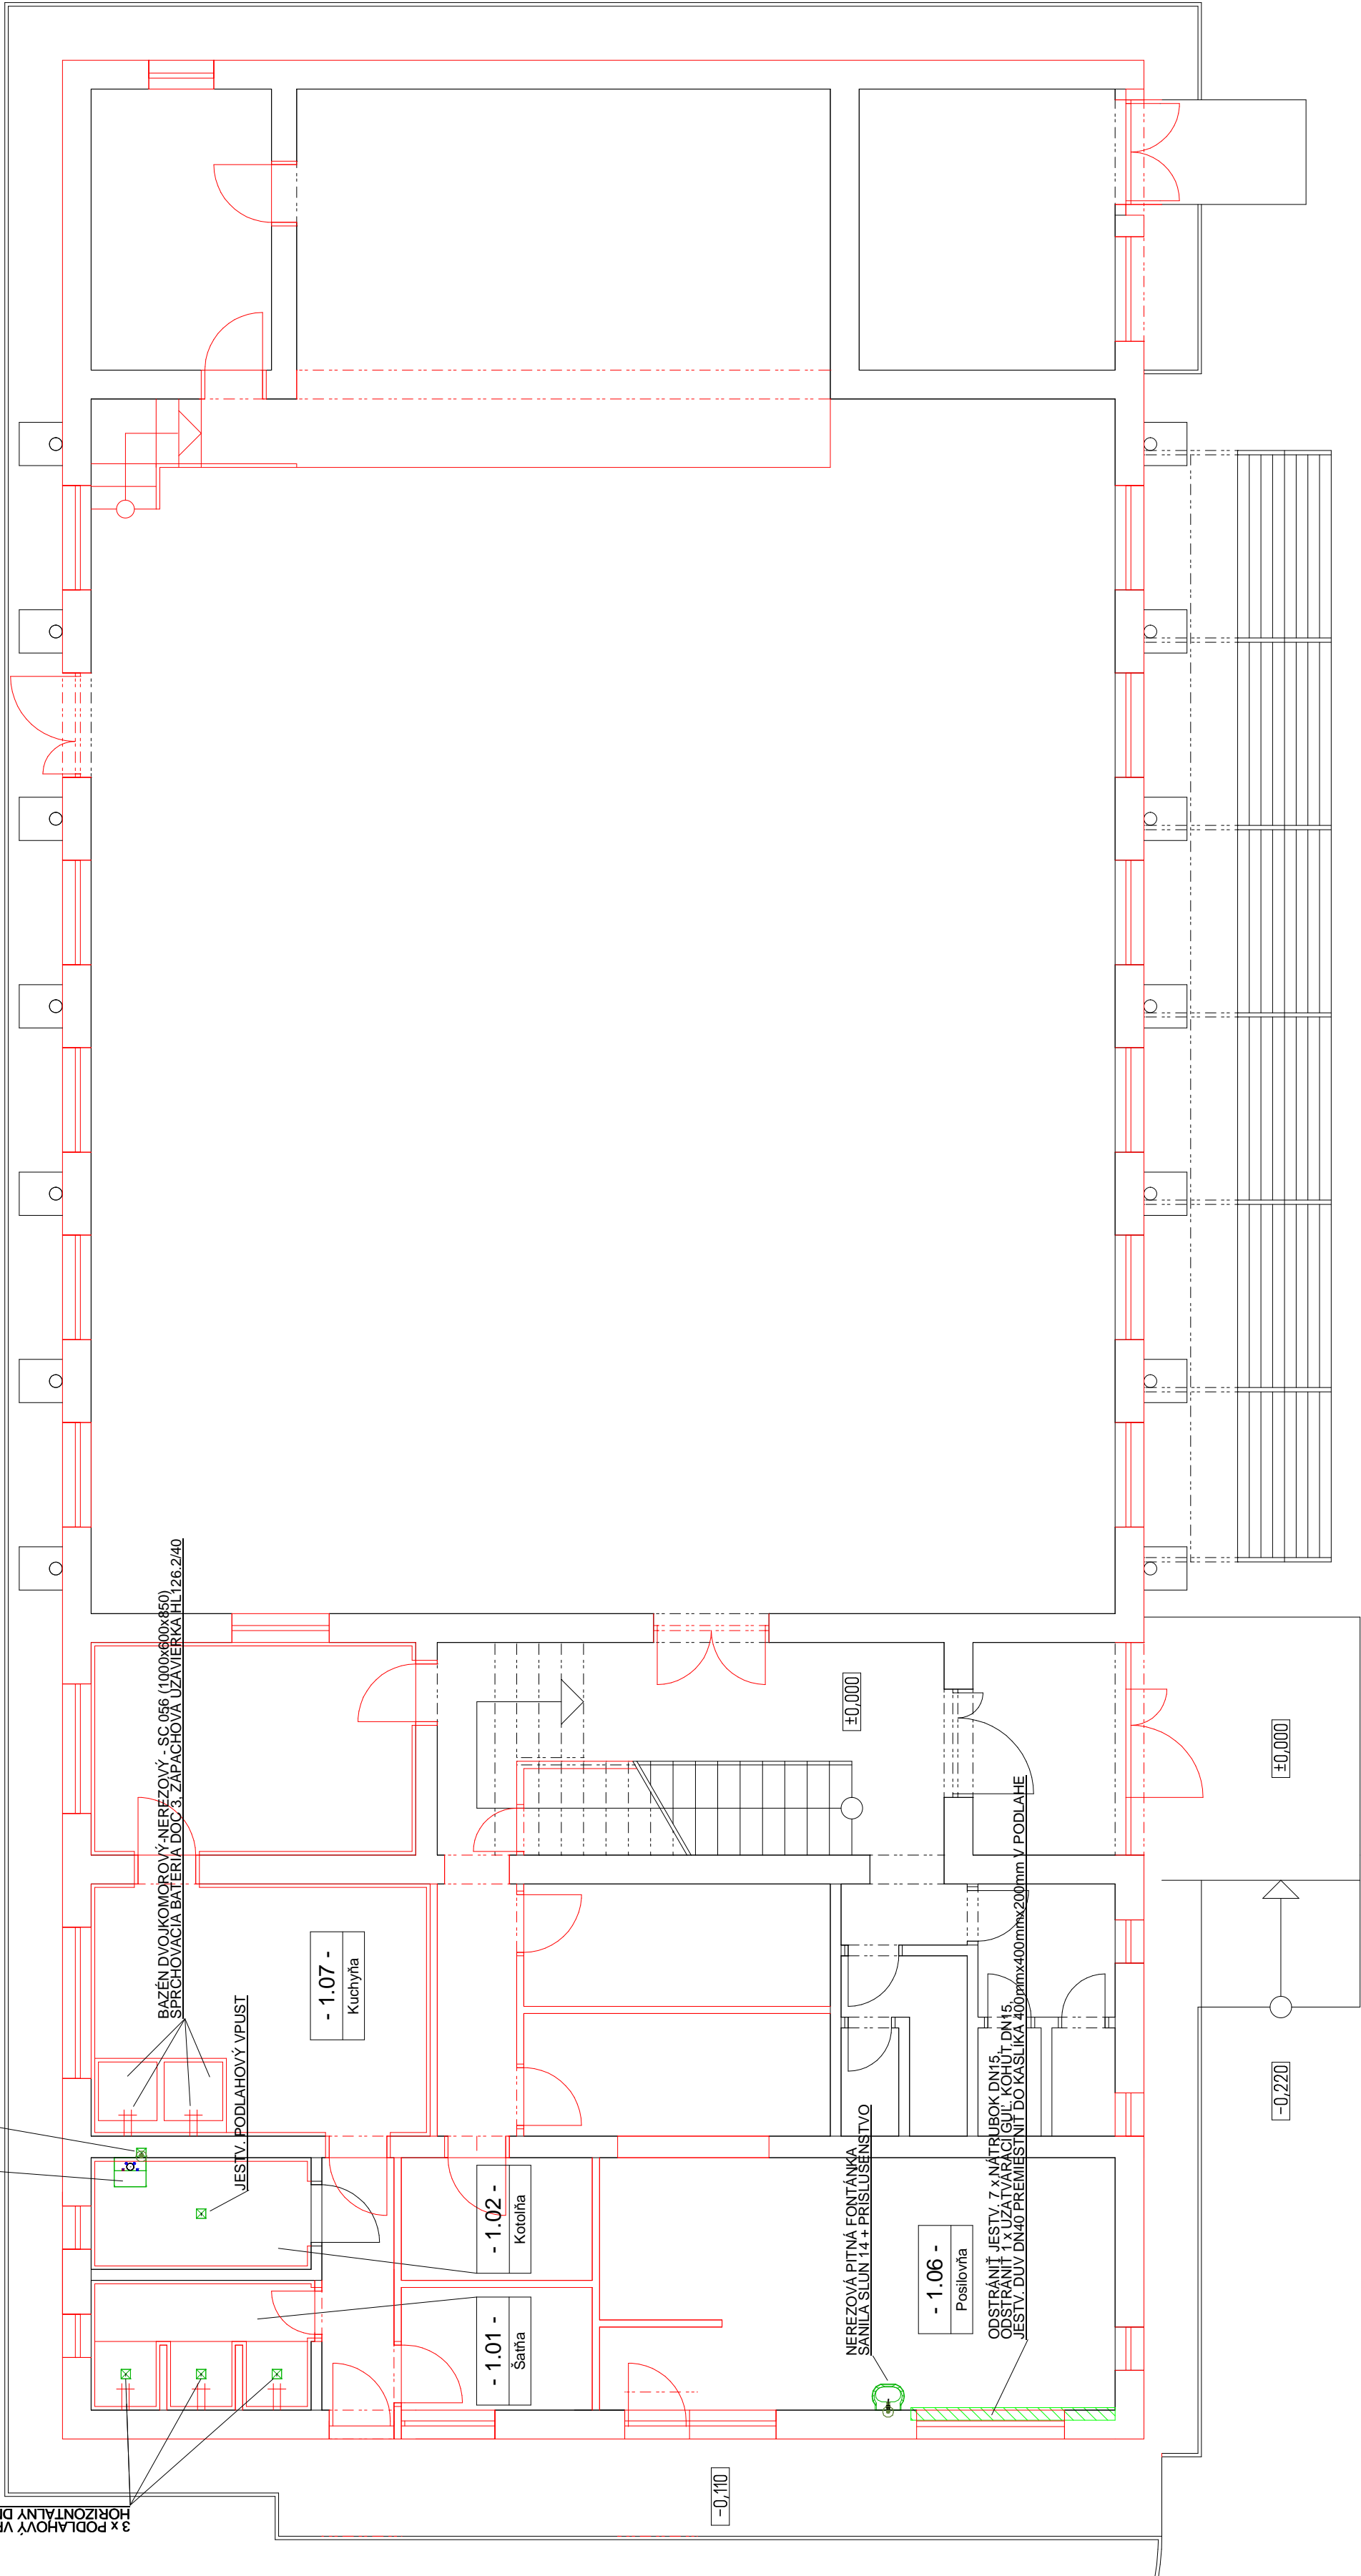 BAZÉN DVOJKOMOROVÝ-NEREZOVÝ - SC 056 (1000x600x850)
SPRCHOVACIA BATERIA DOC 3, ZÁPACHOVÁ UZÁVIERKA HL126.2/40
JESTV. PODLAHOVÝ VPUST
- 1.07 -
Kuchyňa
- 1.02 -
Kotolňa
- 1.01 -
Šatňa
3 x PODLAHOVÝ
HORIZONTÁLNY
NEREZOVÁ PITNÁ FONTÁNKA
SANILA SLUN 14 + PRÍSLUŠENSTVO
- 1.06 -
Posilovňa
ODSTRÁNIŤ JESTV. 7 x NÁTRUBOK DN15,
ODSTRÁNIŤ 1 x UZATVÁRACÍ GUĽ. KOHÚT DN15,
JESTV. DUV DN40 PREMIESTNIŤ DO KASLÍKA 400mmx400mmx200mm V PODLAHE
±0,000
±0,000
-0,220
-0,110